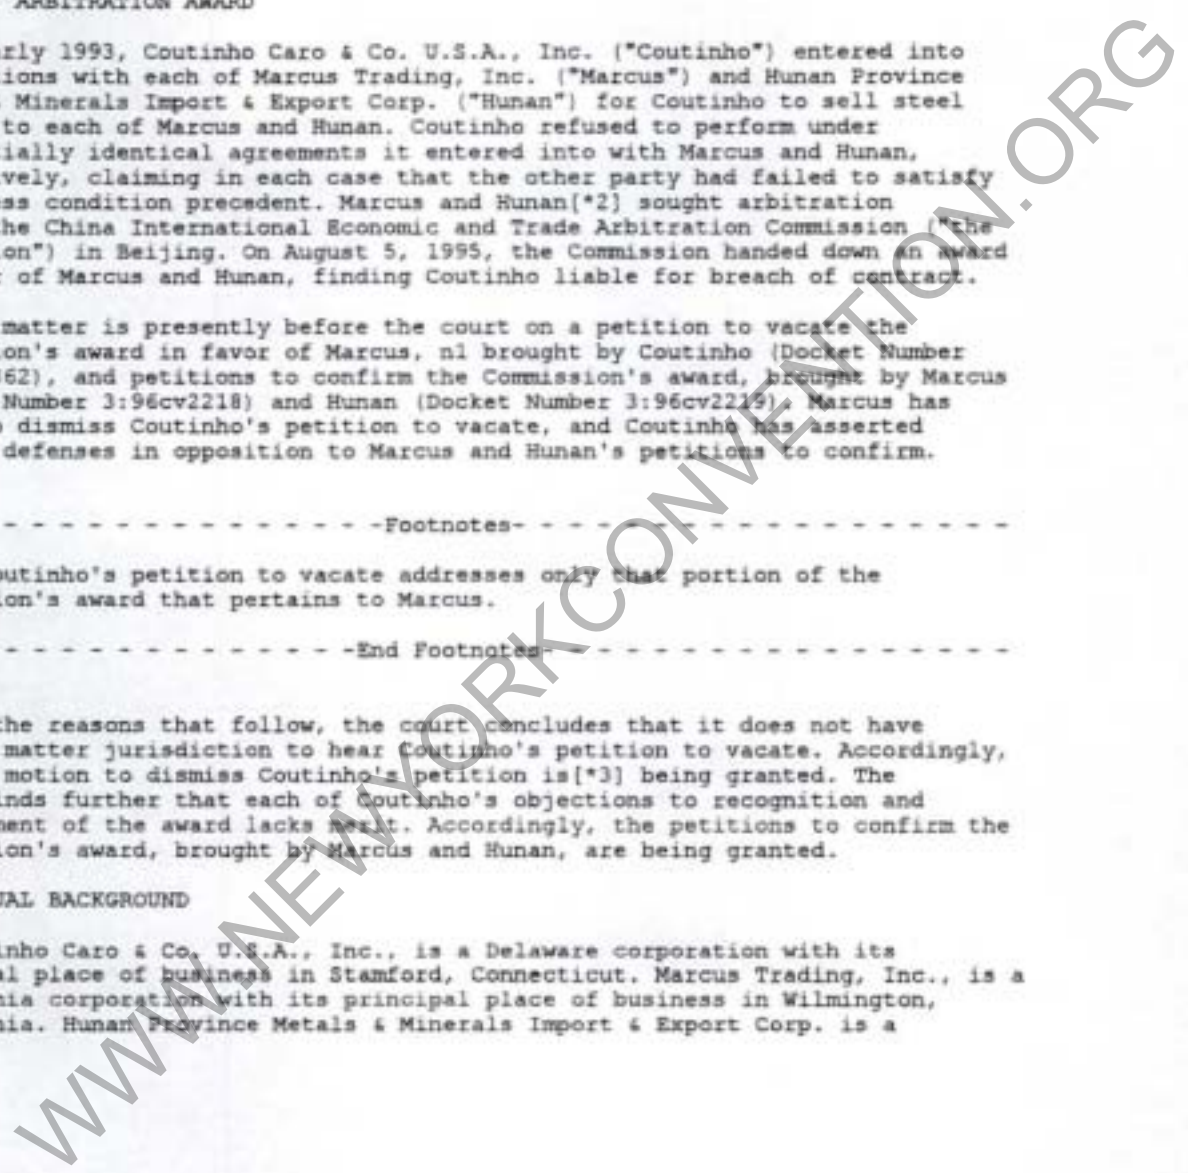 ARBITRATION AWARD
rly 1993, Coutinho Caro & Co. U.S.A., Inc. ("Coutinho") entered into
ions with each of Marcus Trading, Inc. ("Marcus") and Hunan Province
Minerals Import & Export Corp. ("Hunan") for Coutinho to sell steel
to each of Marcus and Hunan. Coutinho refused to perform under
ially identical agreements it entered into with Marcus and Hunan,
vely, claiming in each case that the other party had failed to satisfy
ss condition precedent. Marcus and Hunan[*2] sought arbitration
he China International Economic and Trade Arbitration Commission ("the
on") in Beijing. On August 5, 1995, the Commission handed down an award
of Marcus and Hunan, finding Coutinho liable for breach of contract.
matter is presently before the court on a petition to vacate the
on's award in favor of Marcus, n1 brought by Coutinho (Docket Number
362), and petitions to confirm the Commission's award, brought by Marcus
Number 3:96cv2218) and Hunan (Docket Number 3:96cv2219). Marcus has
o dismiss Coutinho's petition to vacate, and Coutinho has asserted
defenses in opposition to Marcus and Hunan's petitions to confirm.
- - - - - - - - - - - - - -Footnotes- - - - - - - - - - - - - - - - - -
outinho's petition to vacate addresses only that portion of the
ion's award that pertains to Marcus.
- - - - - - - - - - - - -End Footnotes- - - - - - - - - - - - - - - - -
the reasons that follow, the court concludes that it does not have
matter jurisdiction to hear Coutinho's petition to vacate. Accordingly,
motion to dismiss Coutinho's petition is[*3] being granted. The
inds further that each of Coutinho's objections to recognition and
ment of the award lacks merit. Accordingly, the petitions to confirm the
ion's award, brought by Marcus and Hunan, are being granted.
UAL BACKGROUND
inho Caro & Co. U.S.A., Inc., is a Delaware corporation with its
al place of business in Stamford, Connecticut. Marcus Trading, Inc., is a
nia corporation with its principal place of business in Wilmington,
nia. Hunan Province Metals & Minerals Import & Export Corp. is a
WWW.NEWYORKCONVENTION.ORG